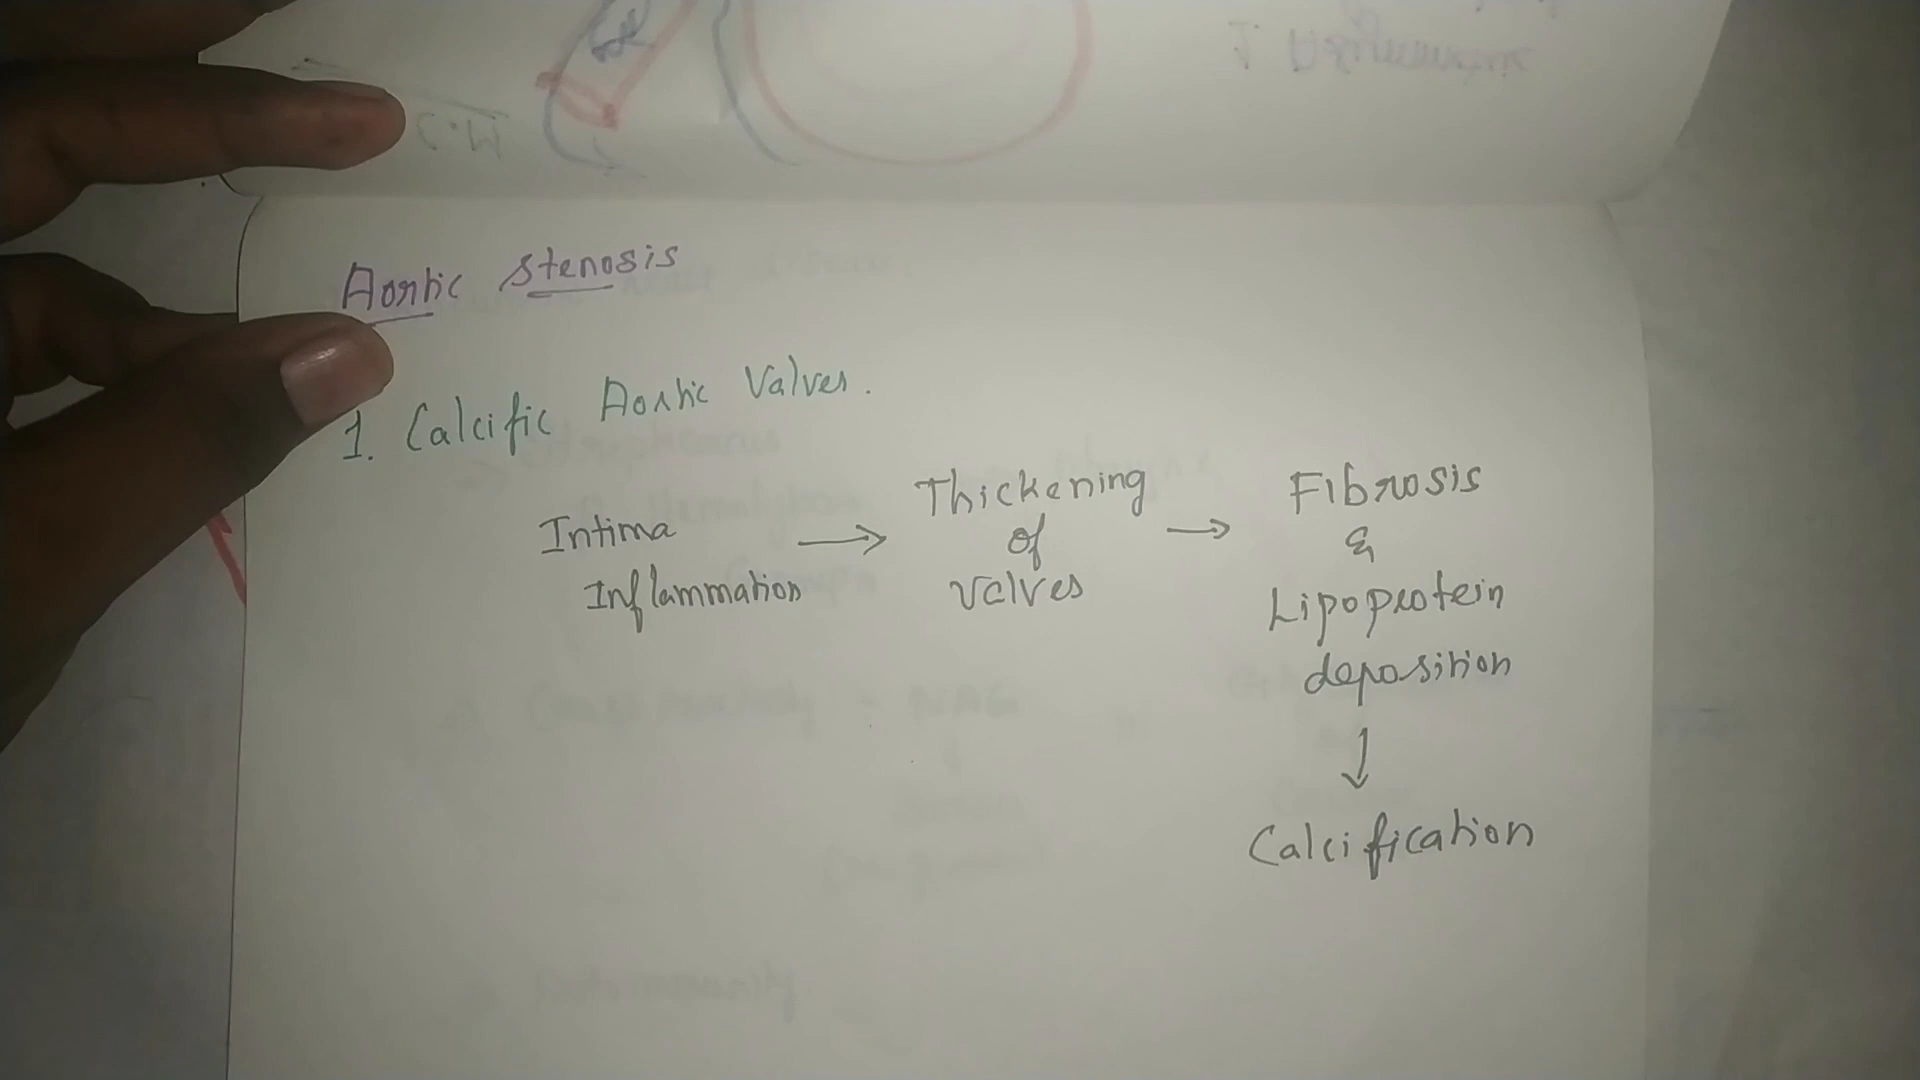 Aortic Stenosis
1. Calcific Aortic Valves.
Intima
Inflammation
→
Thickening
of
valves
→
Fibrosis
&
Lipoprotein
deposition
↓
Calcification